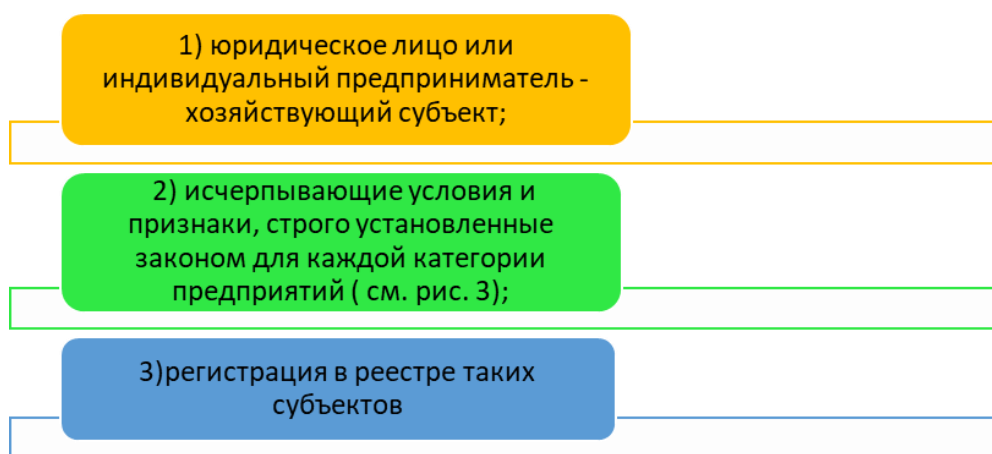 1) юридическое лицо или
индивидуальный предприниматель -
хозяйствующий субъект;
2) исчерпывающие условия и
признаки, строго установленные
законом для каждой категории
предприятий ( см. рис. 3);
3)регистрация в реестре таких
субъектов